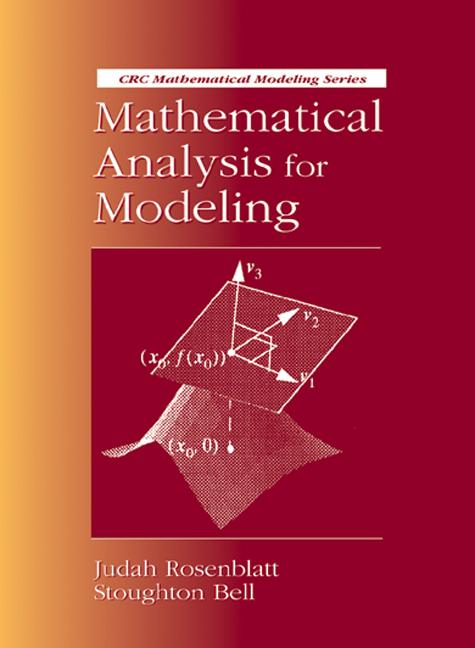 CRC Mathematical Modeling Series
Mathematical
Analysis for
Modeling
v₃
v₂
(x₀, f(x₀))
v₁
(x₀, 0)
Judah Rosenblatt
Stoughton Bell